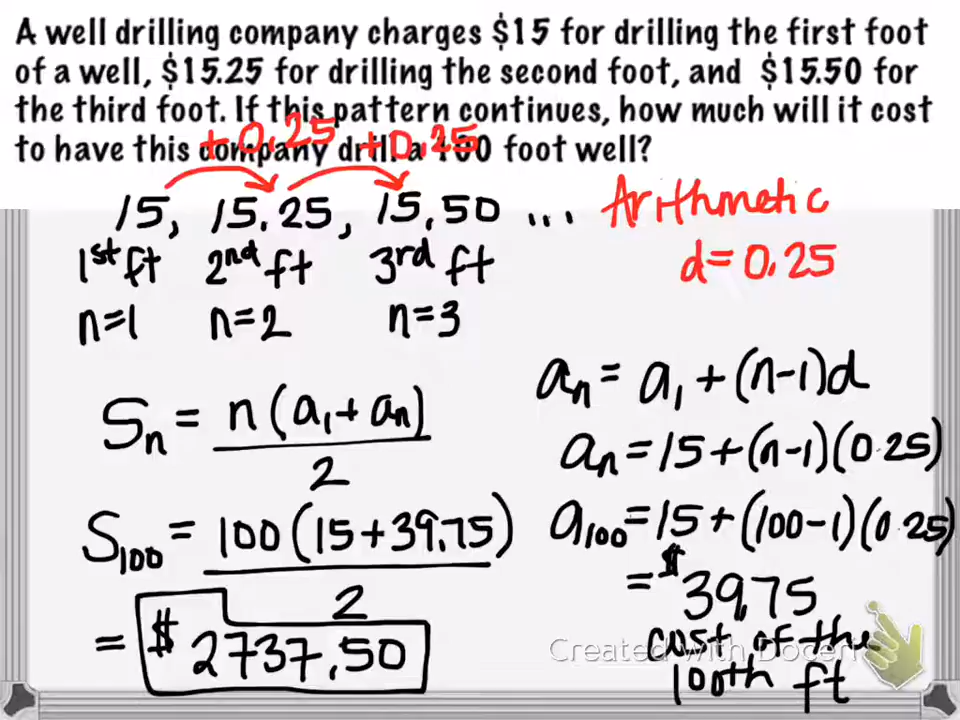 A well drilling company charges $15 for drilling the first foot
of a well, $15.25 for drilling the second foot, and $15.50 for
the third foot. If this pattern continues, how much will it cost
to have this company drill a 100 foot well?
+0.25 +0.25
15, 15.25, 15.50 ... Arithmetic
1st ft 2nd ft 3rd ft d=0.25
n=1 n=2 n=3
an = a1 + (n-1)d
Sn = n(a1+an)
2
an = 15+(n-1)(0.25)
S100 = 100(15+39.75)
2
a100 = 15+(100-1)(0.25)
= $39.75
= $2737.50
cost of the
100th ft
Created with Doceri